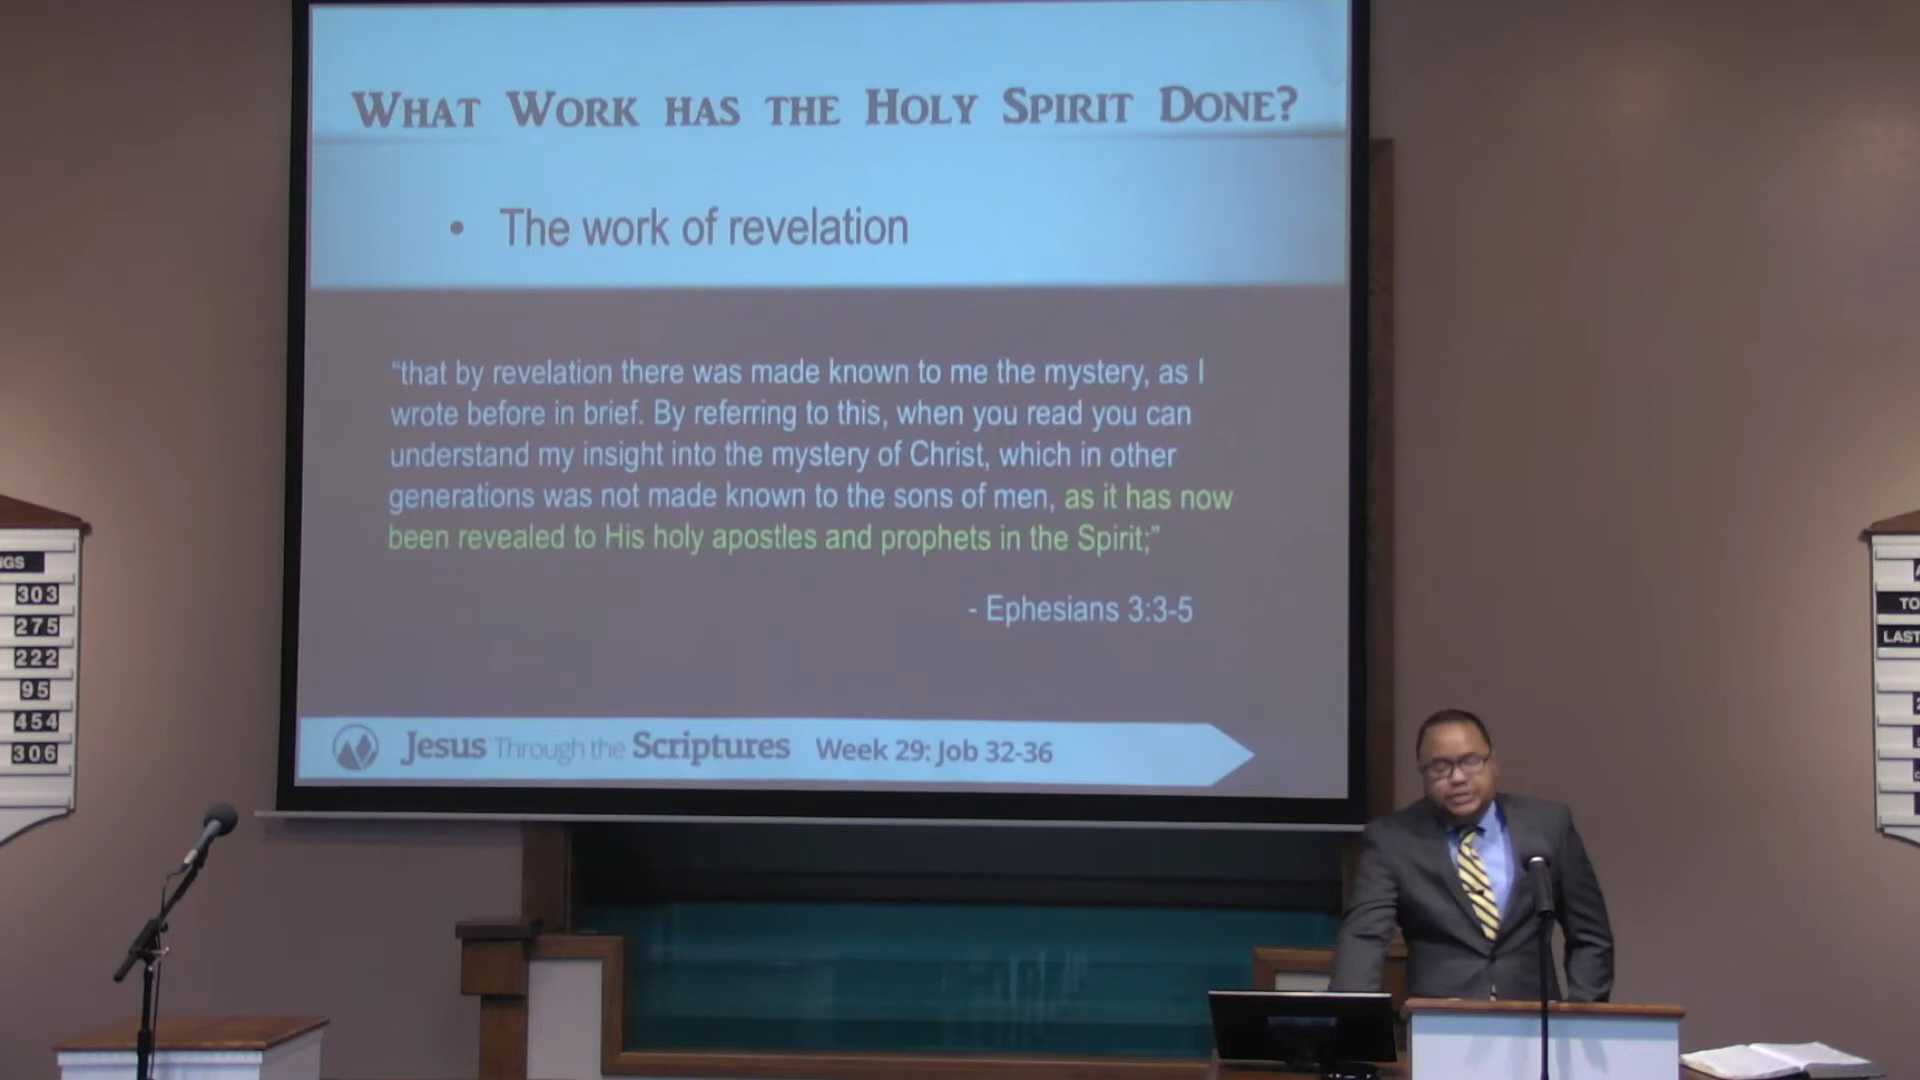 WHAT WORK HAS THE HOLY SPIRIT DONE?
• The work of revelation
“that by revelation there was made known to me the mystery, as I
wrote before in brief. By referring to this, when you read you can
understand my insight into the mystery of Christ, which in other
generations was not made known to the sons of men, as it has now
been revealed to His holy apostles and prophets in the Spirit;”
- Ephesians 3:3-5
Jesus Through the Scriptures Week 29: Job 32-36
303
275
222
95
454
306
LAST